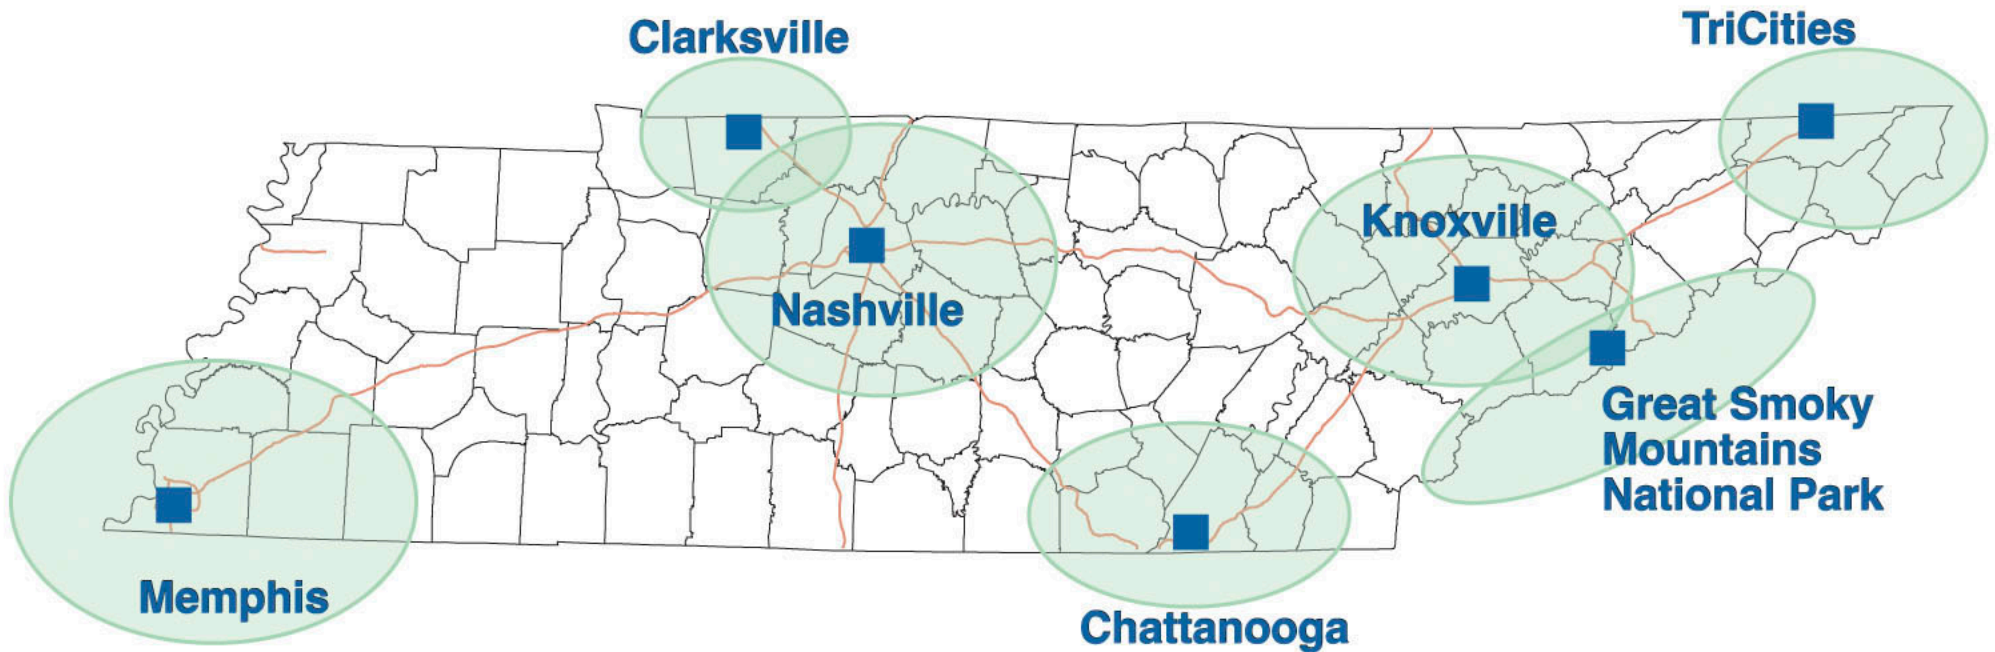 Clarksville
TriCities
Knoxville
Nashville
Great Smoky
Mountains
National Park
Memphis
Chattanooga